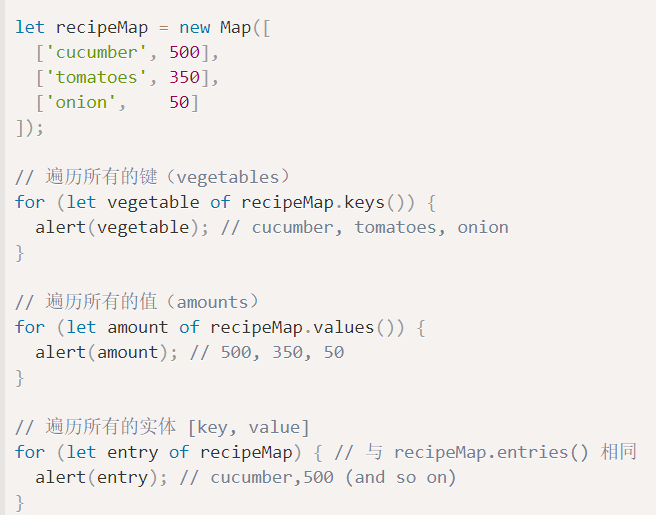 let recipeMap = new Map([
  ['cucumber', 500],
  ['tomatoes', 350],
  ['onion',    50]
]);

// 遍历所有的键（vegetables）
for (let vegetable of recipeMap.keys()) {
  alert(vegetable); // cucumber, tomatoes, onion
}

// 遍历所有的值（amounts）
for (let amount of recipeMap.values()) {
  alert(amount); // 500, 350, 50
}

// 遍历所有的实体 [key, value]
for (let entry of recipeMap) { // 与 recipeMap.entries() 相同
  alert(entry); // cucumber,500 (and so on)
}